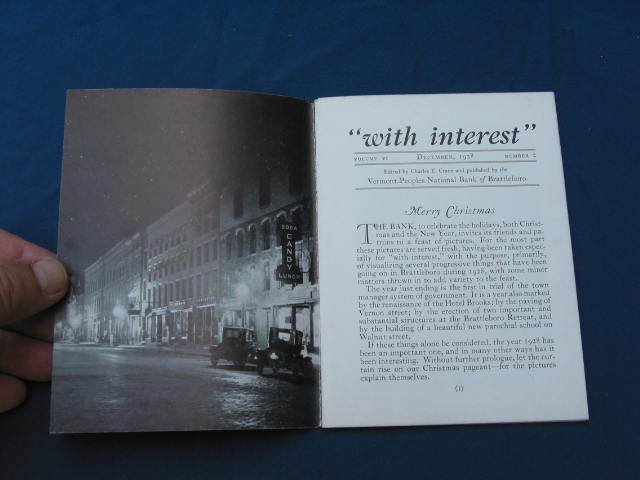 SODA
CANDY
LUNCH
"with interest"
VOLUME VI DECEMBER, 1928 NUMBER 2
Edited by Charles E. Crane and published by the
Vermont-Peoples National Bank of Brattleboro
Merry Christmas
THE BANK, to celebrate the holidays, both Christ-
mas and the New Year, invites its friends and pa-
trons to a feast of pictures. For the most part
these pictures are served fresh, having been taken espe-
cially for "with interest", with the purpose, primarily,
of visualizing several progressive things that have been
going on in Brattleboro during 1928, with some minor
matters thrown in to add variety to the feast.
The year just ending is the first in trial of the town
manager system of government. It is a year also marked
by the renaissance of the Hotel Brooks; by the paving of
Vernon street; by the erection of two important and
substantial structures at the Brattleboro Retreat, and
by the building of a beautiful new parochial school on
Walnut street.
If these things alone be considered, the year 1928 has
been an important one, and in many other ways has it
been interesting. Without further prologue, let the cur-
tain rise on our Christmas pageant—for the pictures
explain themselves.
(1)